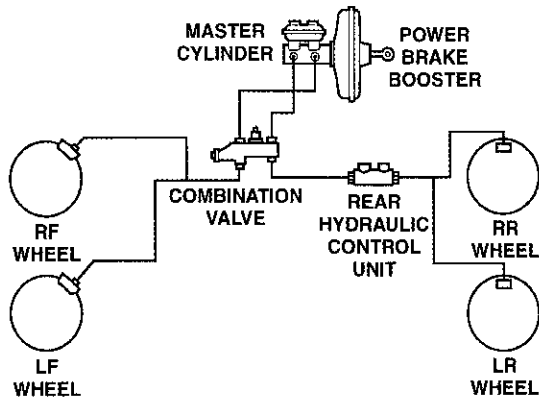 MASTER
CYLINDER
POWER
BRAKE
BOOSTER
COMBINATION
VALVE
REAR
HYDRAULIC
CONTROL
UNIT
RF
WHEEL
RR
WHEEL
LF
WHEEL
LR
WHEEL